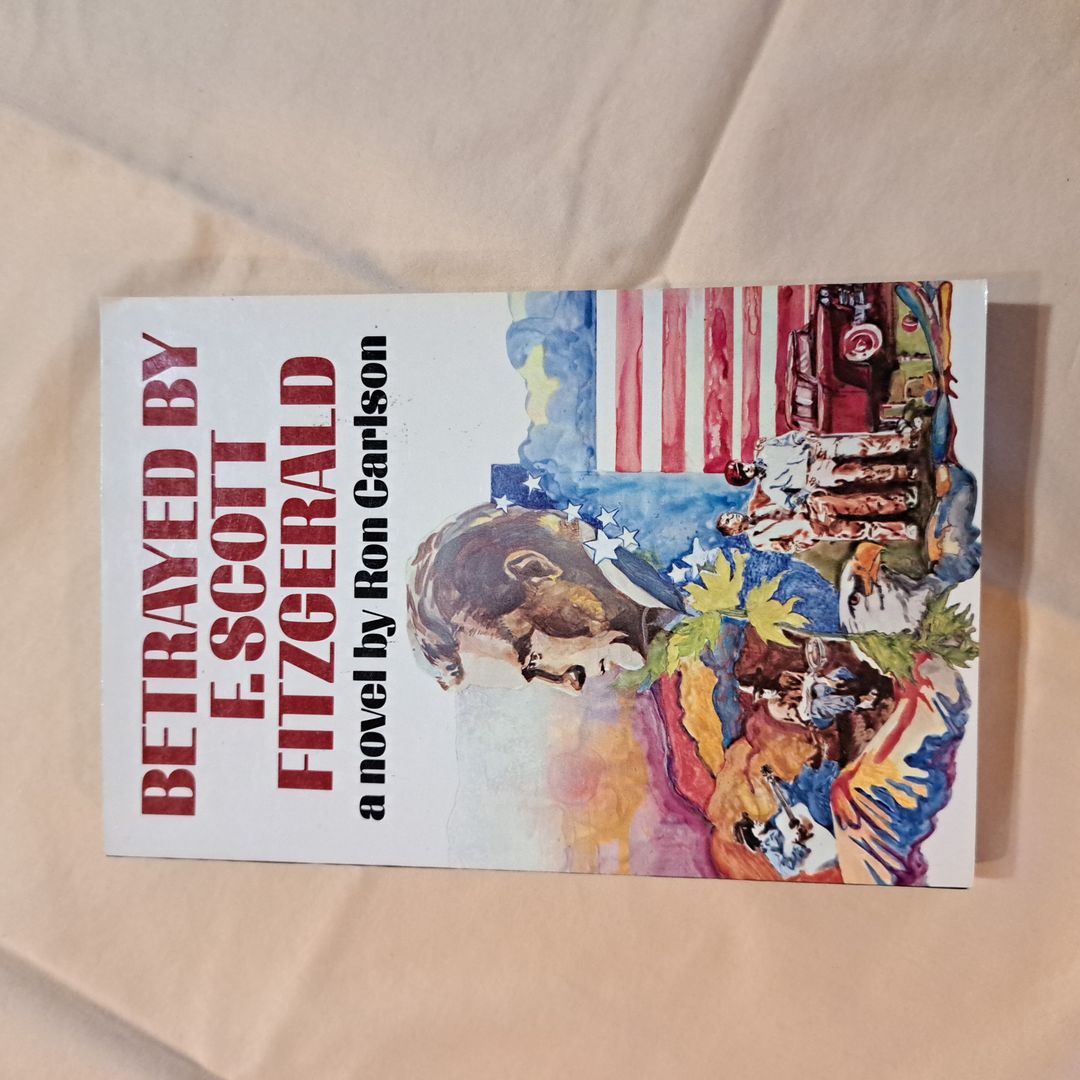 BETRAYED BY
F. SCOTT
FITZGERALD
a novel by Ron Carlson